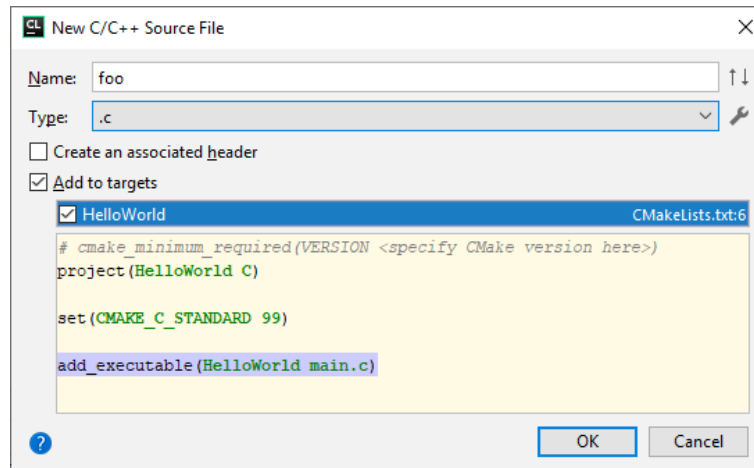 CL New C/C++ Source File
Name: foo
Type: .c
Create an associated header
Add to targets
HelloWorld CMakeLists.txt:6
# cmake_minimum_required(VERSION <specify CMake version here>)
project(HelloWorld C)
set(CMAKE_C_STANDARD 99)
add_executable(HelloWorld main.c)
? OK Cancel